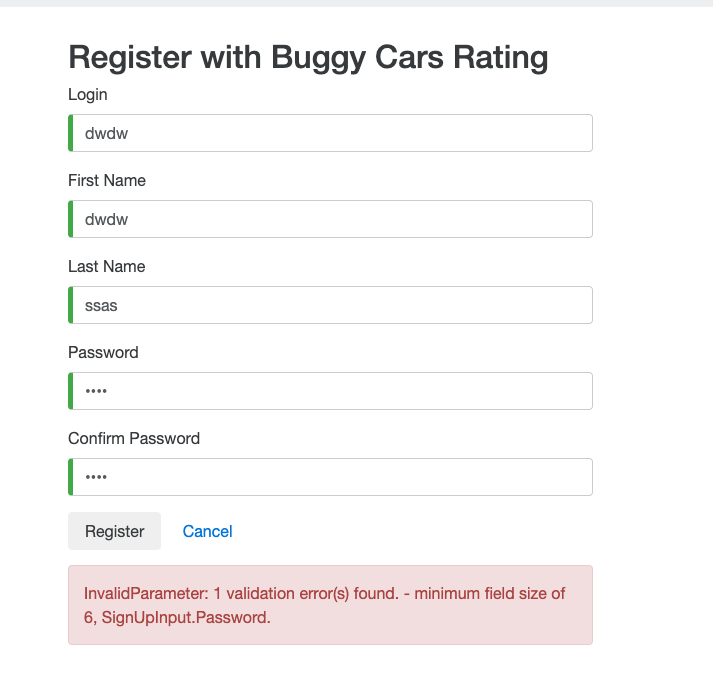 Register with Buggy Cars Rating
Login
dwdw
First Name
dwdw
Last Name
ssas
Password
••••
Confirm Password
••••
Register Cancel
InvalidParameter: 1 validation error(s) found. - minimum field size of
6, SignUpInput.Password.